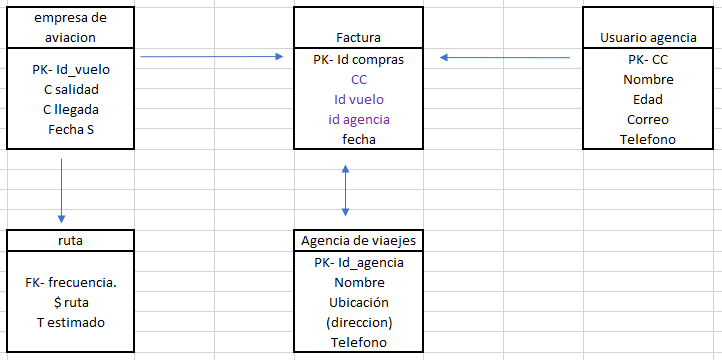 empresa de
aviacion
PK- Id_vuelo
C salidad
C llegada
Fecha S
Factura
PK- Id compras
CC
Id vuelo
id agencia
fecha
Usuario agencia
PK- CC
Nombre
Edad
Correo
Telefono
ruta
FK- frecuencia.
$ ruta
T estimado
Agencia de viaejes
PK- Id_agencia
Nombre
Ubicación
(direccion)
Telefono